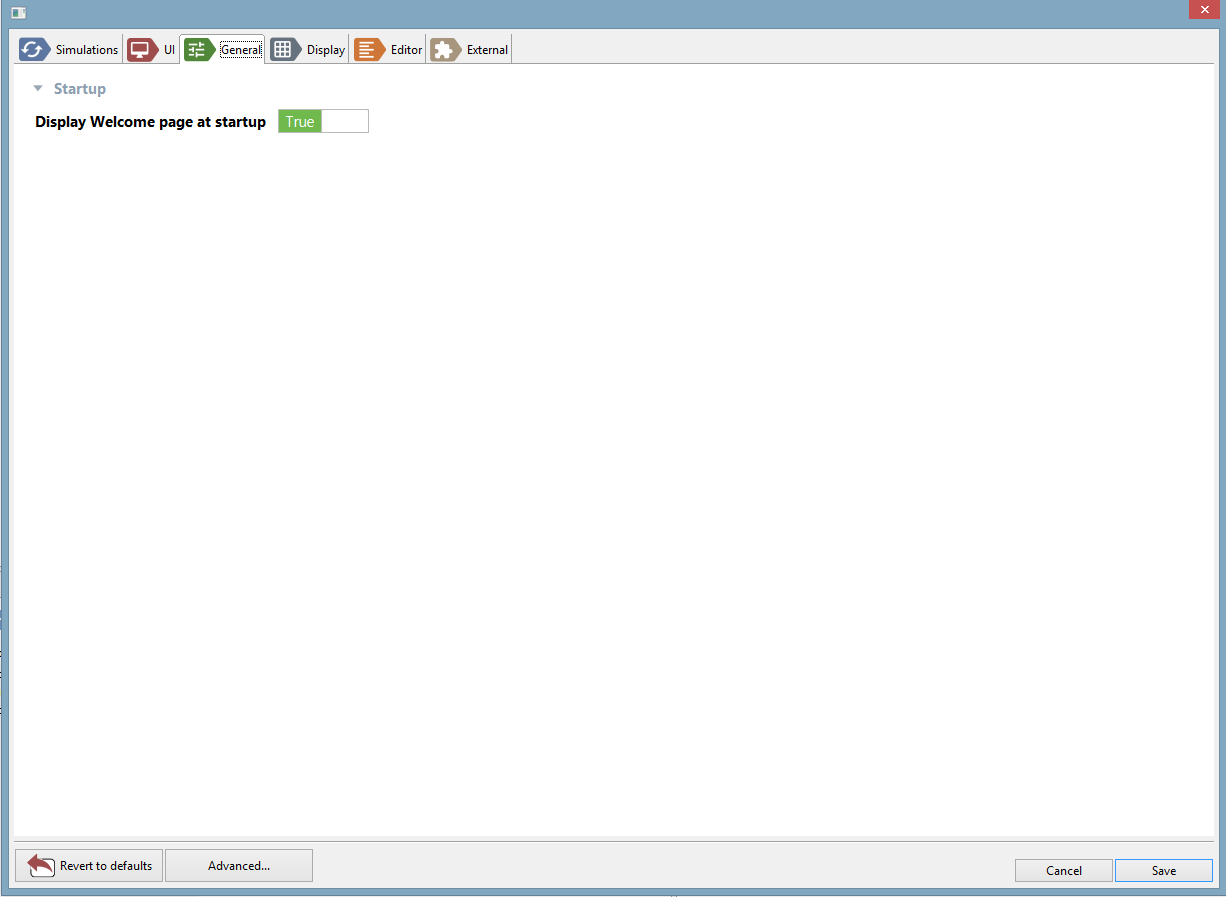 Simulations UI General Display Editor External
Startup
Display Welcome page at startup True
Revert to defaults Advanced... Cancel Save